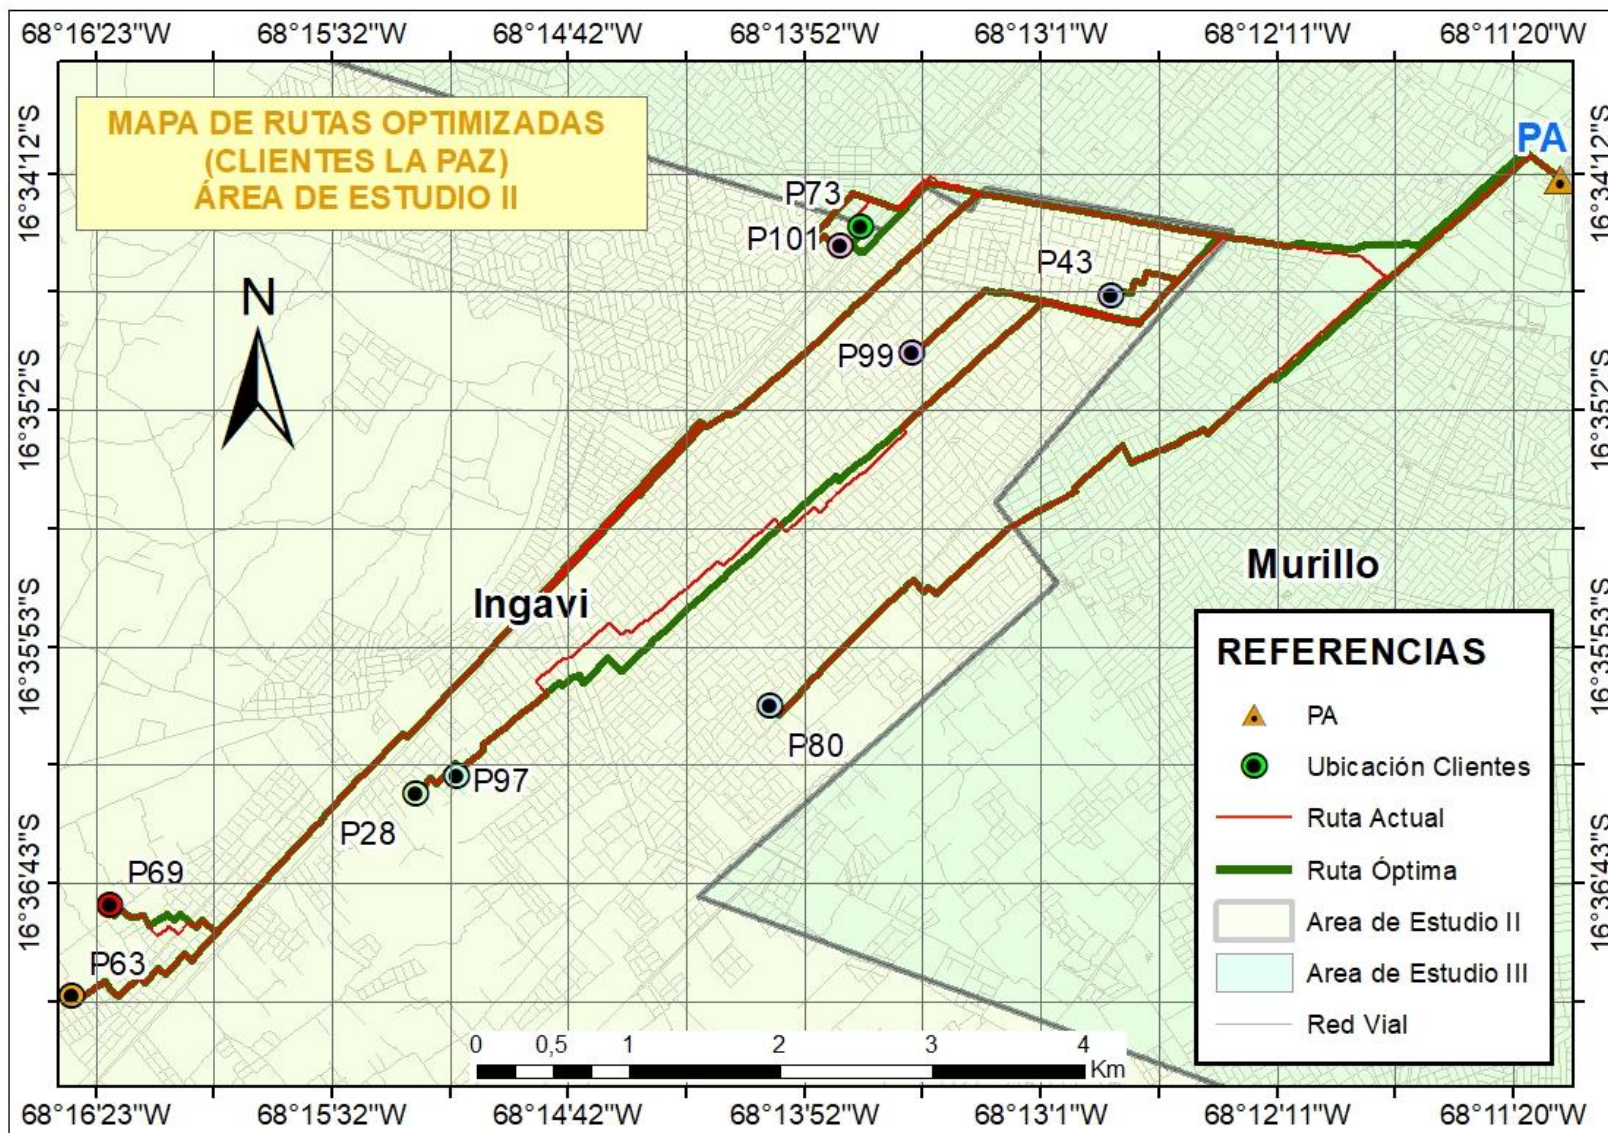 68°16'23"W 68°15'32"W 68°14'42"W 68°13'52"W 68°13'1"W 68°12'11"W 68°11'20"W
MAPA DE RUTAS OPTIMIZADAS
(CLIENTES LA PAZ)
ÁREA DE ESTUDIO II
PA
16°34'12"S
16°34'12"S
P73
P101
P43
N
P99
16°35'2"S
16°35'2"S
Murillo
Ingavi
16°35'53"S
16°35'53"S
P80
P97
P28
P69
P63
16°36'43"S
16°36'43"S
REFERENCIAS
PA
Ubicación Clientes
Ruta Actual
Ruta Óptima
Area de Estudio II
Area de Estudio III
Red Vial
0 0,5 1 2 3 4
Km
68°16'23"W 68°15'32"W 68°14'42"W 68°13'52"W 68°13'1"W 68°12'11"W 68°11'20"W